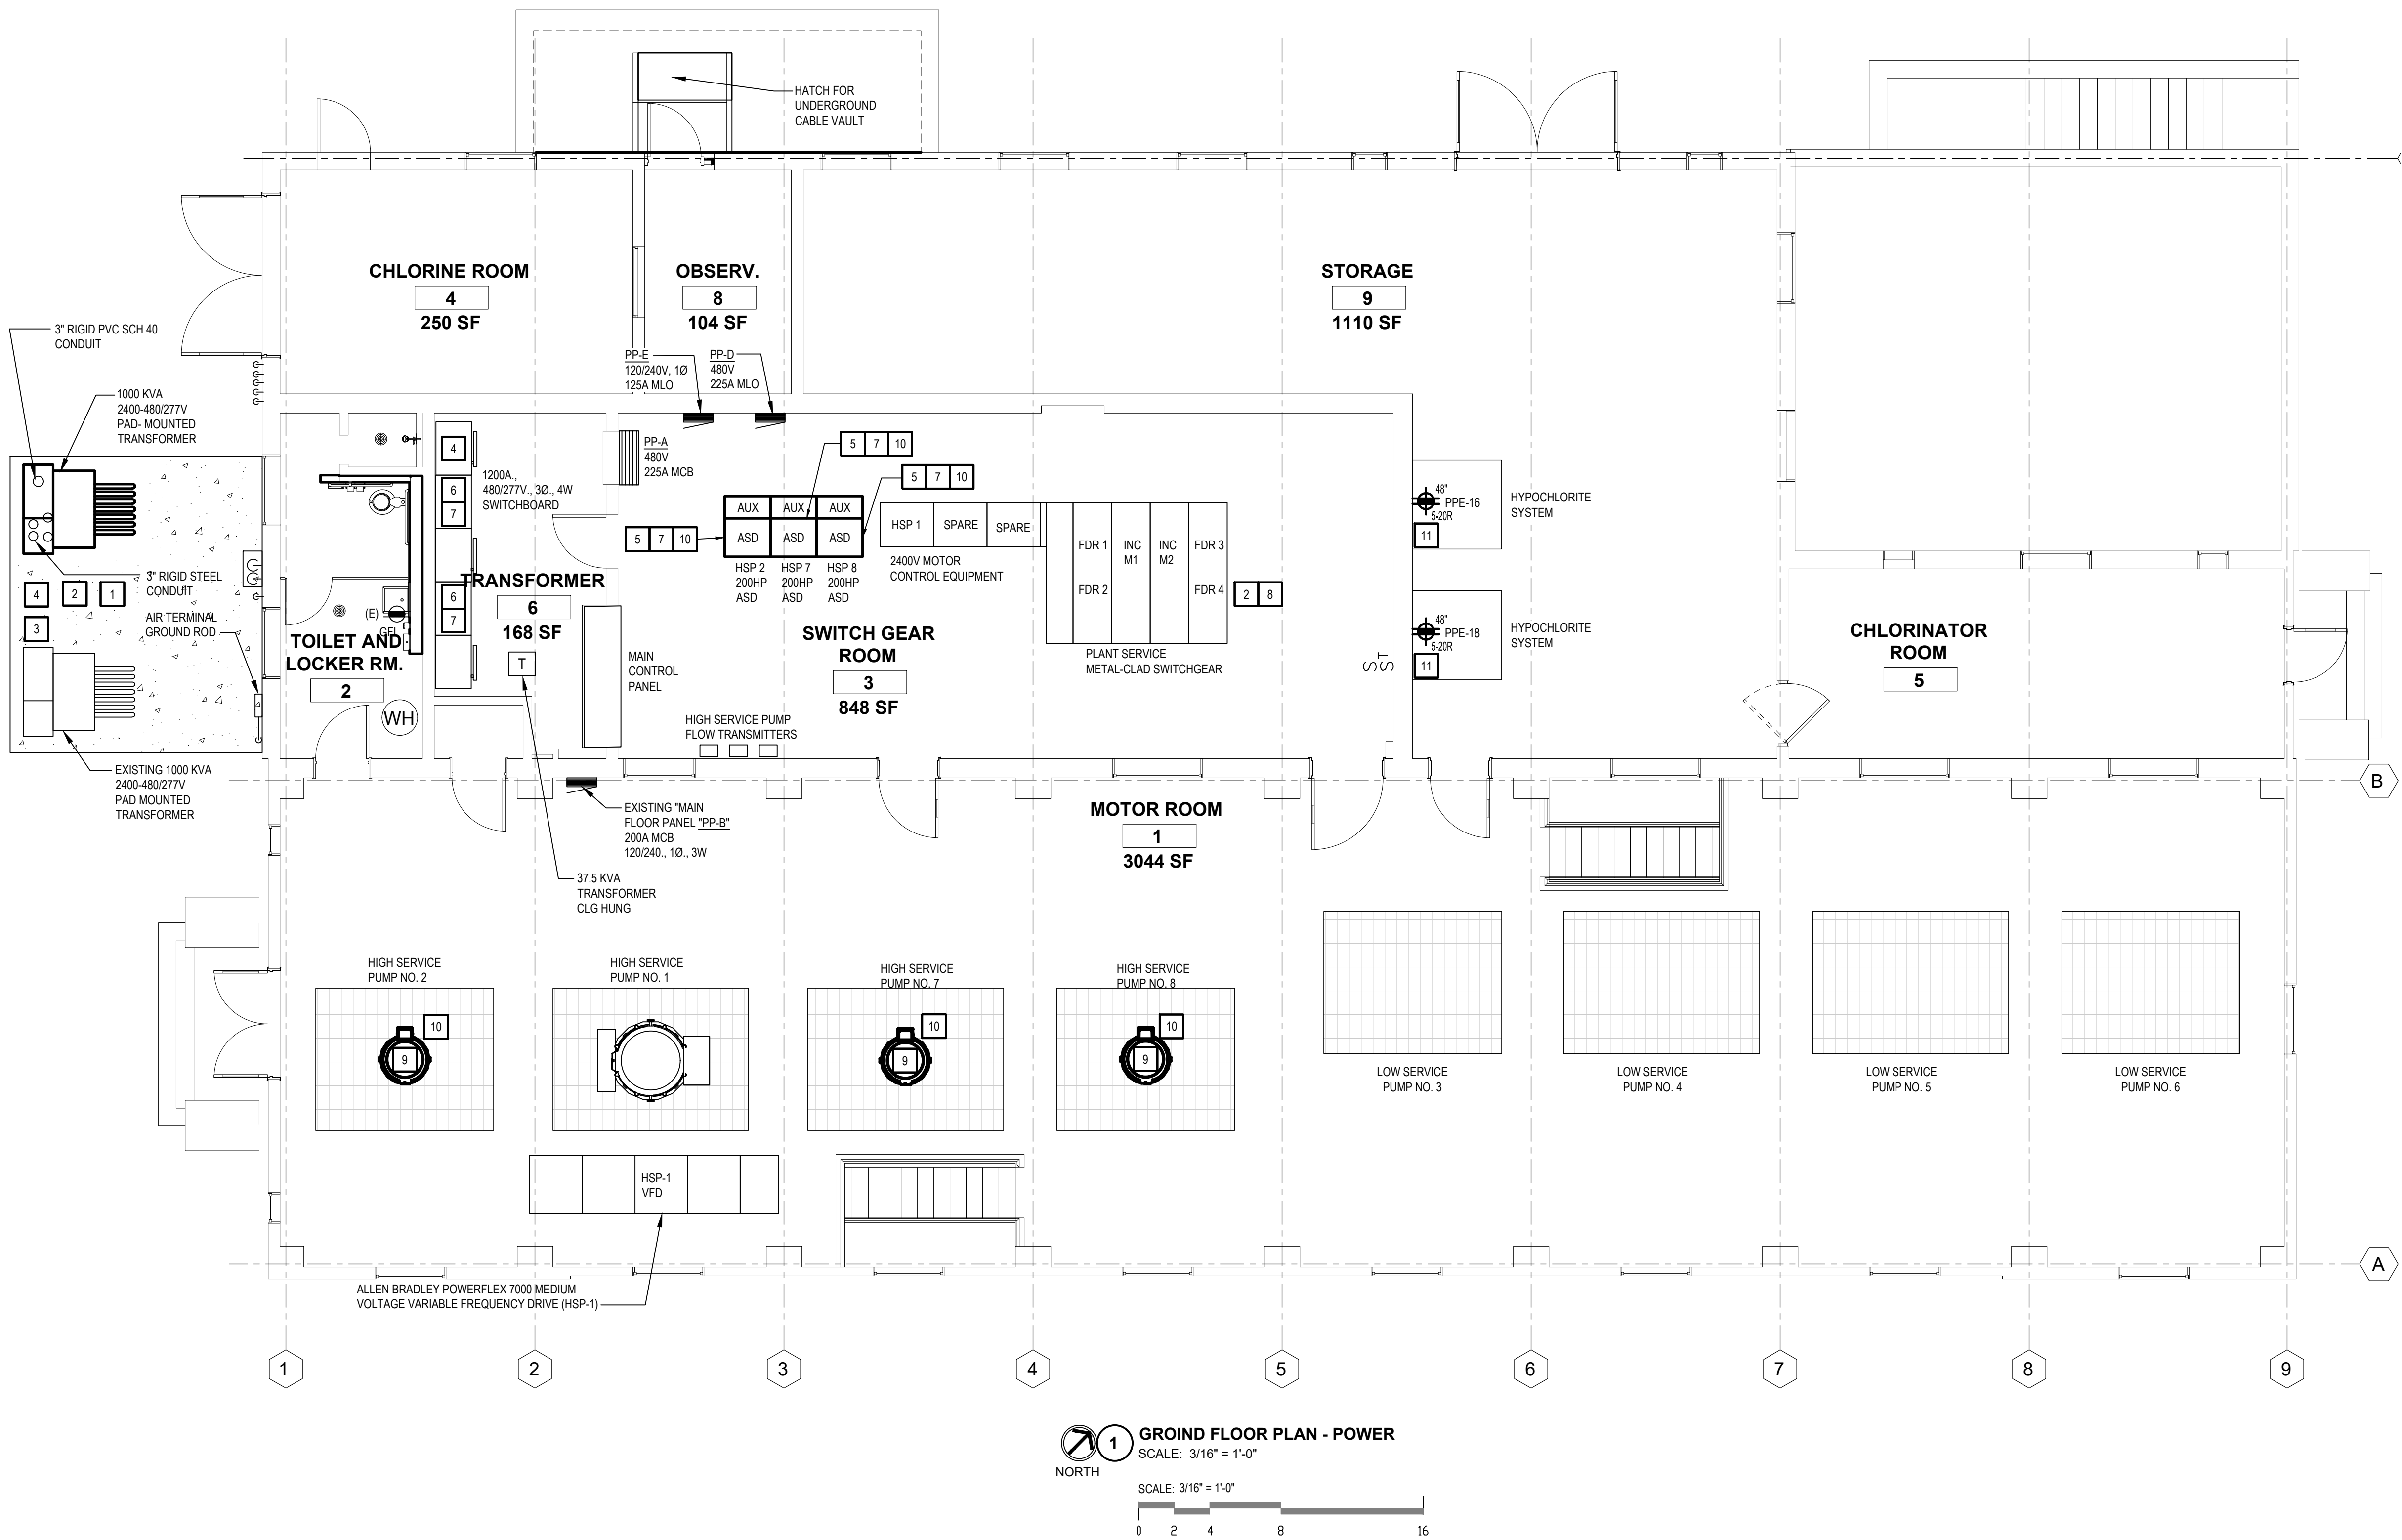 HATCH FOR
UNDERGROUND
CABLE VAULT
CHLORINE ROOM
4
250 SF
OBSERV.
8
104 SF
STORAGE
9
1110 SF
3" RIGID PVC SCH 40
CONDUIT
1000 KVA
2400-480/277V
PAD- MOUNTED
TRANSFORMER
PP-E
120/240V, 1Ø
125A MLO
PP-D
480V
225A MLO
PP-A
480V
225A MCB
4
6
7
1200A.,
480/277V., 3Ø., 4W
SWITCHBOARD
5 7 10
5 7 10
5 7 10
AUX AUX AUX
ASD ASD ASD
HSP 2
200HP
ASD
HSP 7
200HP
ASD
HSP 8
200HP
ASD
HSP 1
SPARE
SPARE
2400V MOTOR
CONTROL EQUIPMENT
FDR 1
FDR 2
INC
M1
INC
M2
FDR 3
FDR 4
2 8
PLANT SERVICE
METAL-CLAD SWITCHGEAR
48"
PPE-16
5-20R
11
HYPOCHLORITE
SYSTEM
48"
PPE-18
5-20R
11
HYPOCHLORITE
SYSTEM
S
ST
3" RIGID STEEL
CONDUIT
4 2 1
3
AIR TERMINAL
GROUND ROD
(E)
GFI
TOILET AND
LOCKER RM.
2
WH
6
7
TRANSFORMER
6
168 SF
T
MAIN
CONTROL
PANEL
SWITCH GEAR
ROOM
3
848 SF
HIGH SERVICE PUMP
FLOW TRANSMITTERS
CHLORINATOR
ROOM
5
EXISTING 1000 KVA
2400-480/277V
PAD MOUNTED
TRANSFORMER
EXISTING "MAIN
FLOOR PANEL "PP-B"
200A MCB
120/240., 1Ø., 3W
37.5 KVA
TRANSFORMER
CLG HUNG
MOTOR ROOM
1
3044 SF
B
HIGH SERVICE
PUMP NO. 2
10
9
HIGH SERVICE
PUMP NO. 1
HIGH SERVICE
PUMP NO. 7
10
9
HIGH SERVICE
PUMP NO. 8
10
9
LOW SERVICE
PUMP NO. 3
LOW SERVICE
PUMP NO. 4
LOW SERVICE
PUMP NO. 5
LOW SERVICE
PUMP NO. 6
HSP-1
VFD
ALLEN BRADLEY POWERFLEX 7000 MEDIUM
VOLTAGE VARIABLE FREQUENCY DRIVE (HSP-1)
A
1 2 3 4 5 6 7 8 9
NORTH
1
GROIND FLOOR PLAN - POWER
SCALE: 3/16" = 1'-0"
SCALE: 3/16" = 1'-0"
0 2 4 8 16